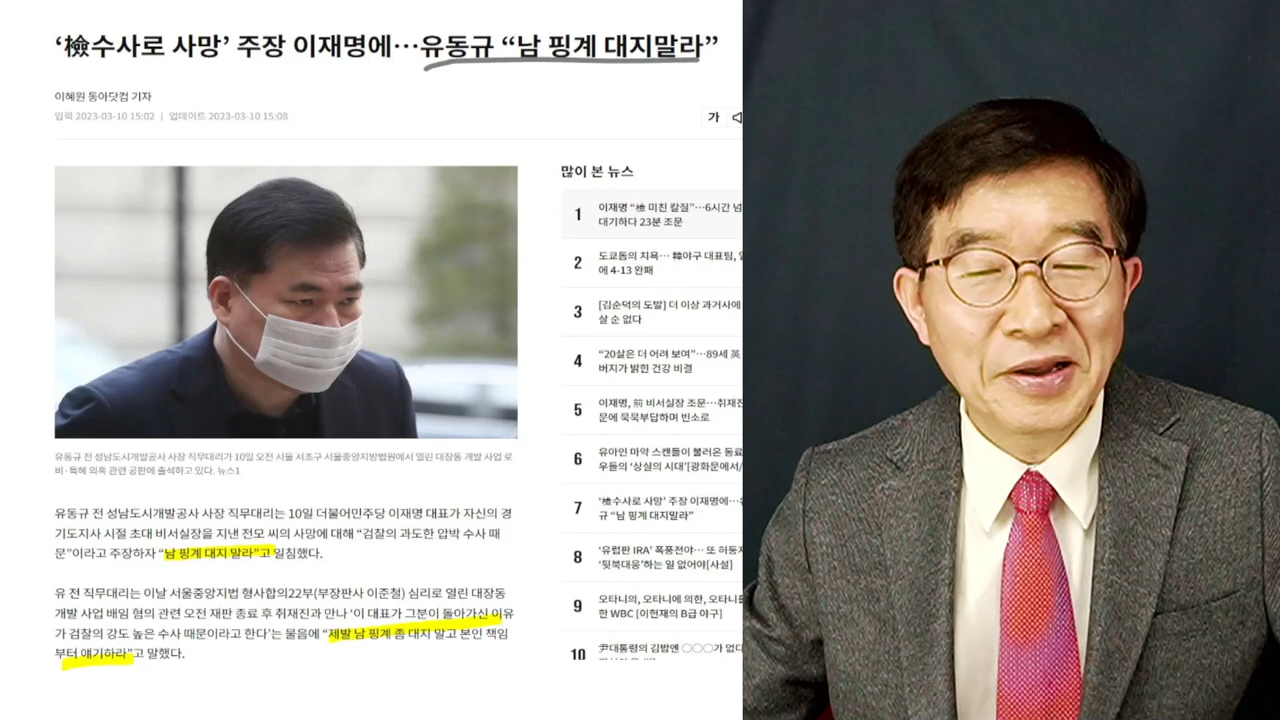 ‘檢수사로 사망’ 주장 이재명에…유동규 “남 핑계 대지말라”
이혜원 동아닷컴 기자
입력 2023-03-10 15:02 | 업데이트 2023-03-10 15:08
가
유동규 전 성남도시개발공사 사장 직무대리가 10일 오전 서울 서초구 서울중앙지방법원에서 열린 대장동 개발 사업 로
비·특혜 의혹 관련 공판에 출석하고 있다. 뉴스1
유동규 전 성남도시개발공사 사장 직무대리는 10일 더불어민주당 이재명 대표가 자신의 경
기도지사 시절 초대 비서실장을 지낸 전모 씨의 사망에 대해 “검찰의 과도한 압박 수사 때
문”이라고 주장하자 “남 핑계 대지 말라”고 일침했다.
유 전 직무대리는 이날 서울중앙지법 형사합의22부(부장판사 이준철) 심리로 열린 대장동
개발 사업 배임 혐의 관련 오전 재판 종료 후 취재진과 만나 ‘이 대표가 그분이 돌아가신 이유
가 검찰의 강도 높은 수사 때문이라고 한다’는 물음에 “제발 남 핑계 좀 대지 말고 본인 책임
부터 얘기하라”고 말했다.
많이 본 뉴스
1 이재명 “檢 미친 칼질”…6시간 넘
대기하다 23분 조문
2 도쿄돔의 치욕… 韓야구 대표팀,
에 4-13 완패
3 [김순덕의 도발] 더 이상 과거사에
살 순 없다
4 “20살은 더 어려 보여”…89세 英
버지가 밝힌 건강 비결
5 이재명, 前 비서실장 조문…취재진
문에 묵묵부답하며 빈소로
6 유아인 마약 스캔들이 불러온 동료
우들의 ‘상실의 시대’[광화문에서/
7 ‘檢수사로 사망’ 주장 이재명에…유
규 “남 핑계 대지말라”
8 ‘유럽판 IRA’ 폭풍전야… 또 허둥지
‘뒷북대응’하는 일 없어야[사설]
9 오타니의, 오타니에 의한, 오타니를
한 WBC [이헌재의 B급 야구]
10 尹대통령의 김밥엔 〇〇〇가 없다